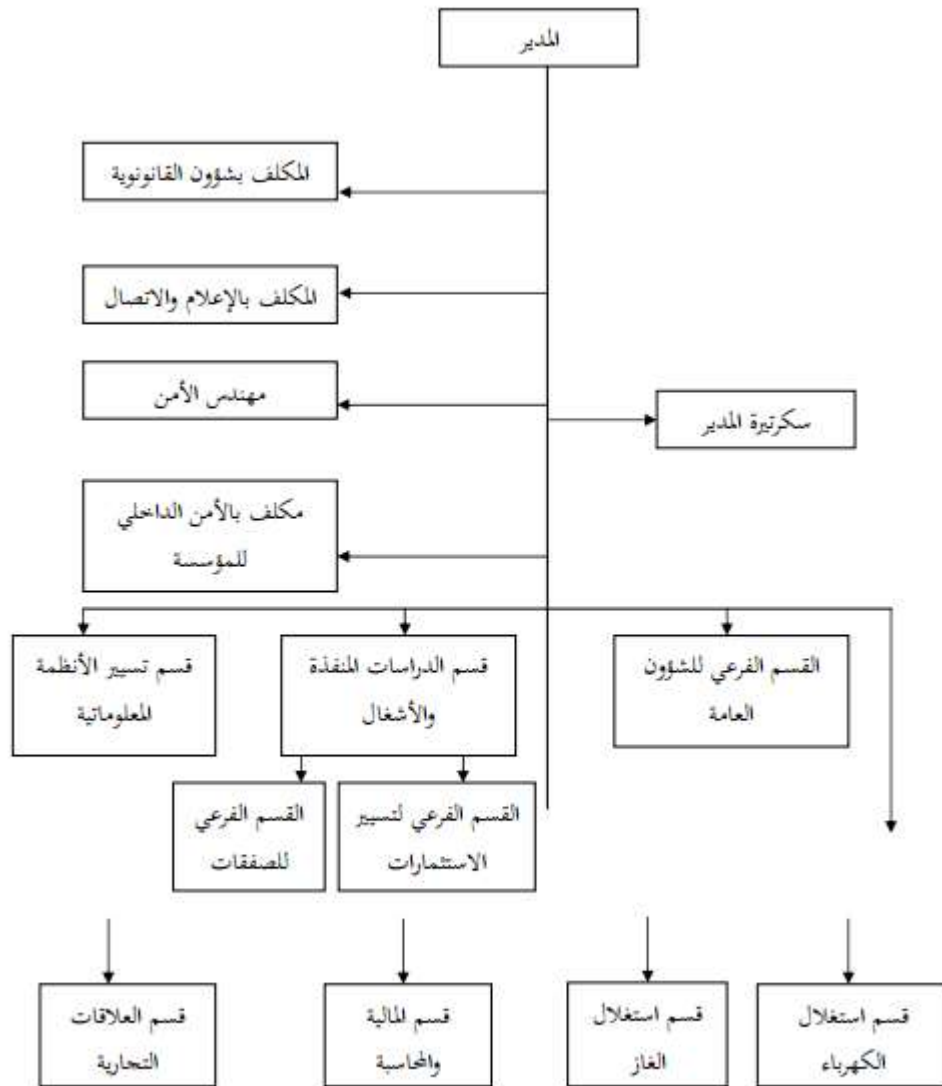 المدير
المكلف بشؤون القانونوية
المكلف بالإعلام والاتصال
مهندس الأمن
سكرتيرة المدير
مكلف بالأمن الداخلي
للمؤسسة
القسم الفرعي للشؤون
العامة
قسم الدراسات المنفذة
والأشغال
قسم تسيير الأنظمة
المعلوماتية
القسم الفرعي لتسيير
الاستثمارات
القسم الفرعي
للصفقات
قسم استغلال
الكهرباء
قسم استغلال
الغاز
قسم المالية
والمحاسبة
قسم العلاقات
التجارية